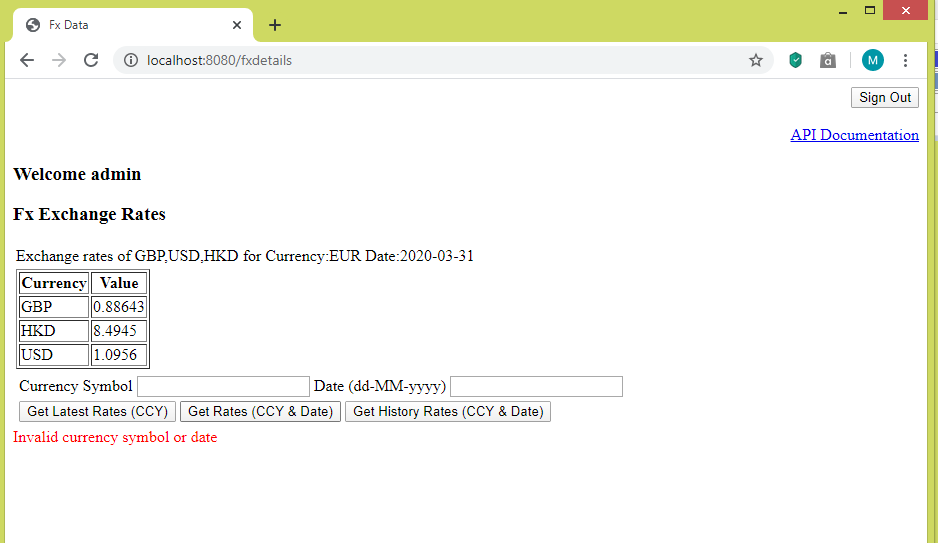 Fx Data
localhost:8080/fxdetails
M
Sign Out
API Documentation
Welcome admin
Fx Exchange Rates
Exchange rates of GBP,USD,HKD for Currency:EUR Date:2020-03-31
Currency Value
GBP 0.88643
HKD 8.4945
USD 1.0956
Currency Symbol Date (dd-MM-yyyy)
Get Latest Rates (CCY) Get Rates (CCY & Date) Get History Rates (CCY & Date)
Invalid currency symbol or date